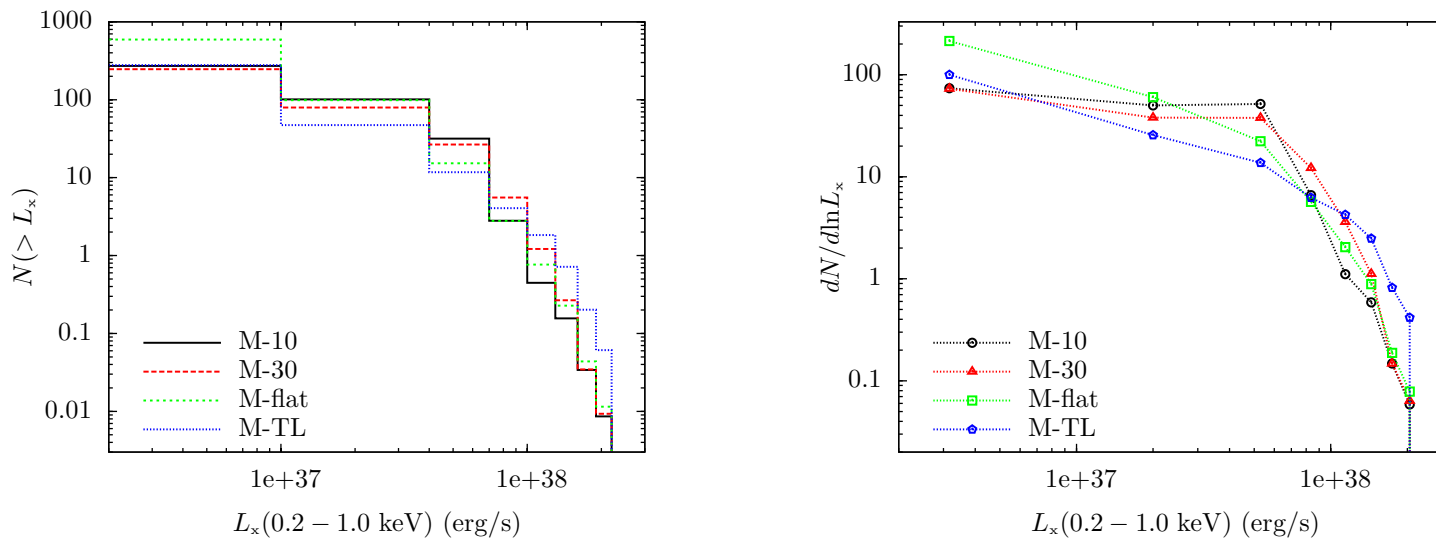 1000
100
10
1
0.1
0.01
N(> Lₓ)
M-10
M-30
M-flat
M-TL
1e+37 1e+38
Lₓ(0.2 − 1.0 keV) (erg/s)
100
10
1
0.1
dN/dlnLₓ
M-10
M-30
M-flat
M-TL
1e+37 1e+38
Lₓ(0.2 − 1.0 keV) (erg/s)